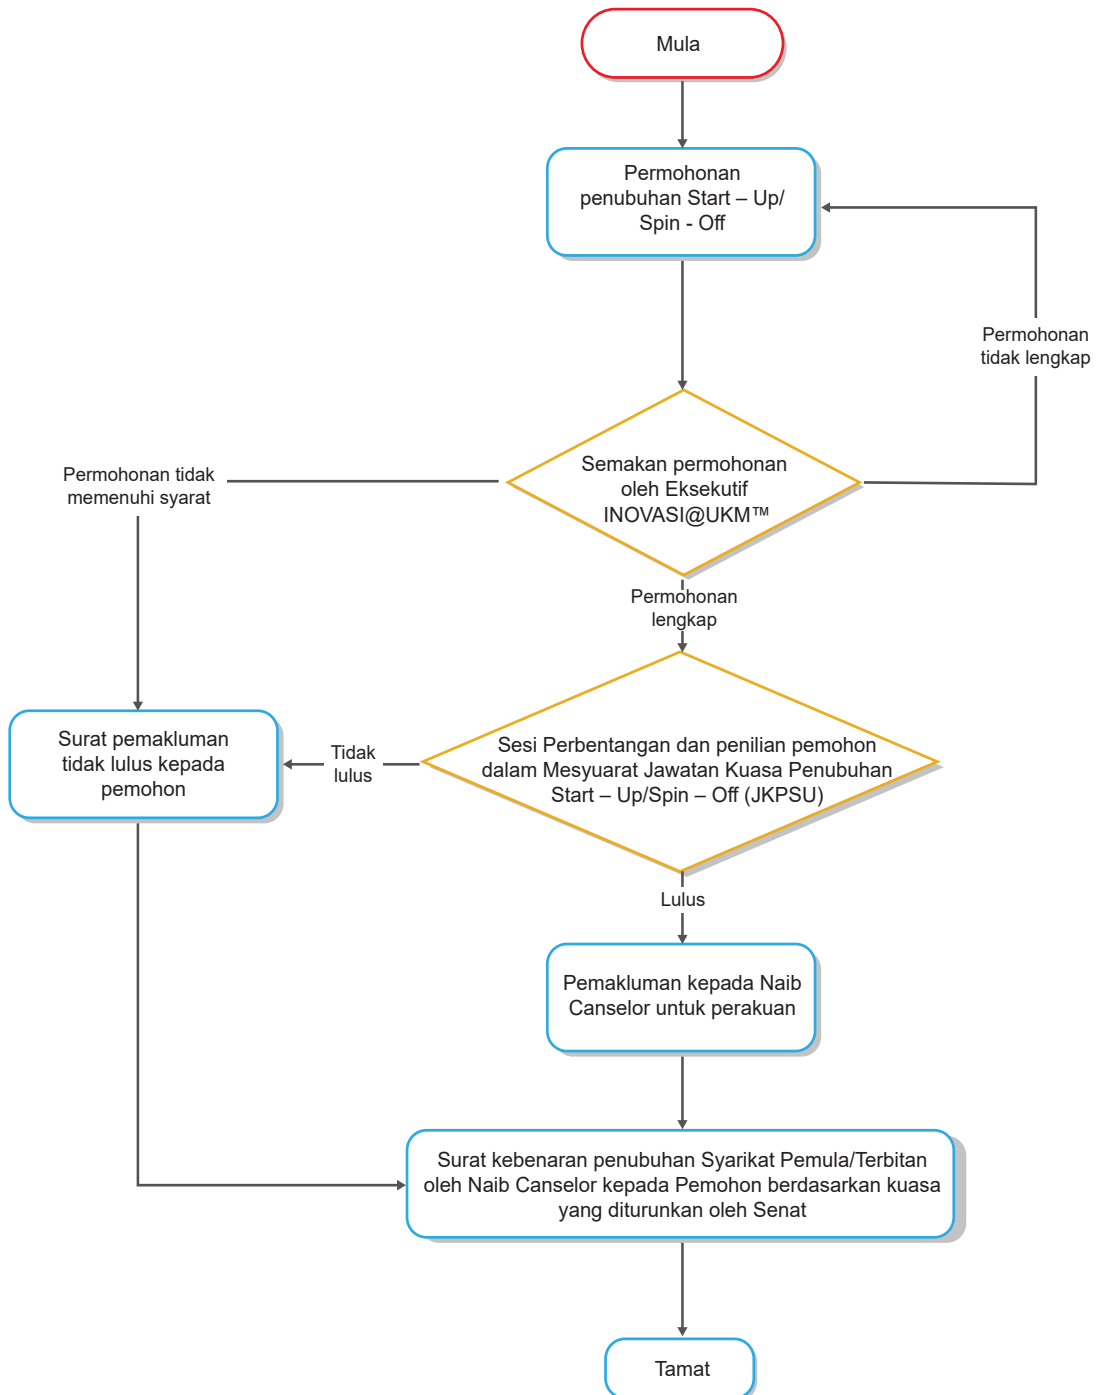 Mula
Permohonan
penubuhan Start – Up/
Spin - Off
Permohonan
tidak lengkap
Semakan permohonan
oleh Eksekutif
INOVASI@UKM™
Permohonan tidak
memenuhi syarat
Permohonan
lengkap
Sesi Perbentangan dan penilian pemohon
dalam Mesyuarat Jawatan Kuasa Penubuhan
Start – Up/Spin – Off (JKPSU)
Tidak
lulus
Surat pemakluman
tidak lulus kepada
pemohon
Lulus
Pemakluman kepada Naib
Canselor untuk perakuan
Surat kebenaran penubuhan Syarikat Pemula/Terbitan
oleh Naib Canselor kepada Pemohon berdasarkan kuasa
yang diturunkan oleh Senat
Tamat